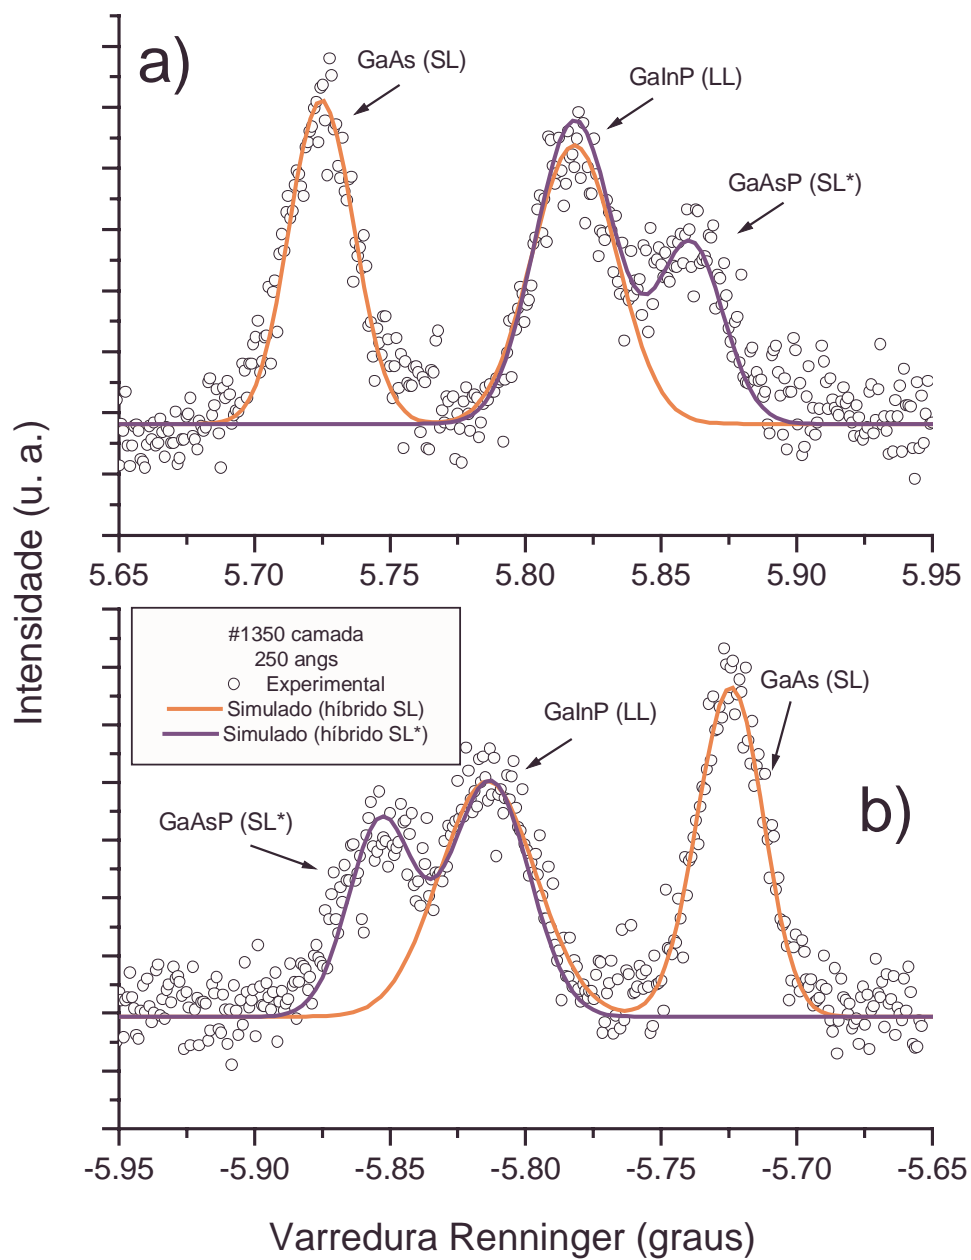 a)
GaAs (SL)
GaInP (LL)
GaAsP (SL*)
5.65 5.70 5.75 5.80 5.85 5.90 5.95
Intensidade (u. a.)
#1350 camada
250 angs
Experimental
Simulado (híbrido SL)
Simulado (híbrido SL*)
GaAs (SL)
GaInP (LL)
GaAsP (SL*)
b)
-5.95 -5.90 -5.85 -5.80 -5.75 -5.70 -5.65
Varredura Renninger (graus)